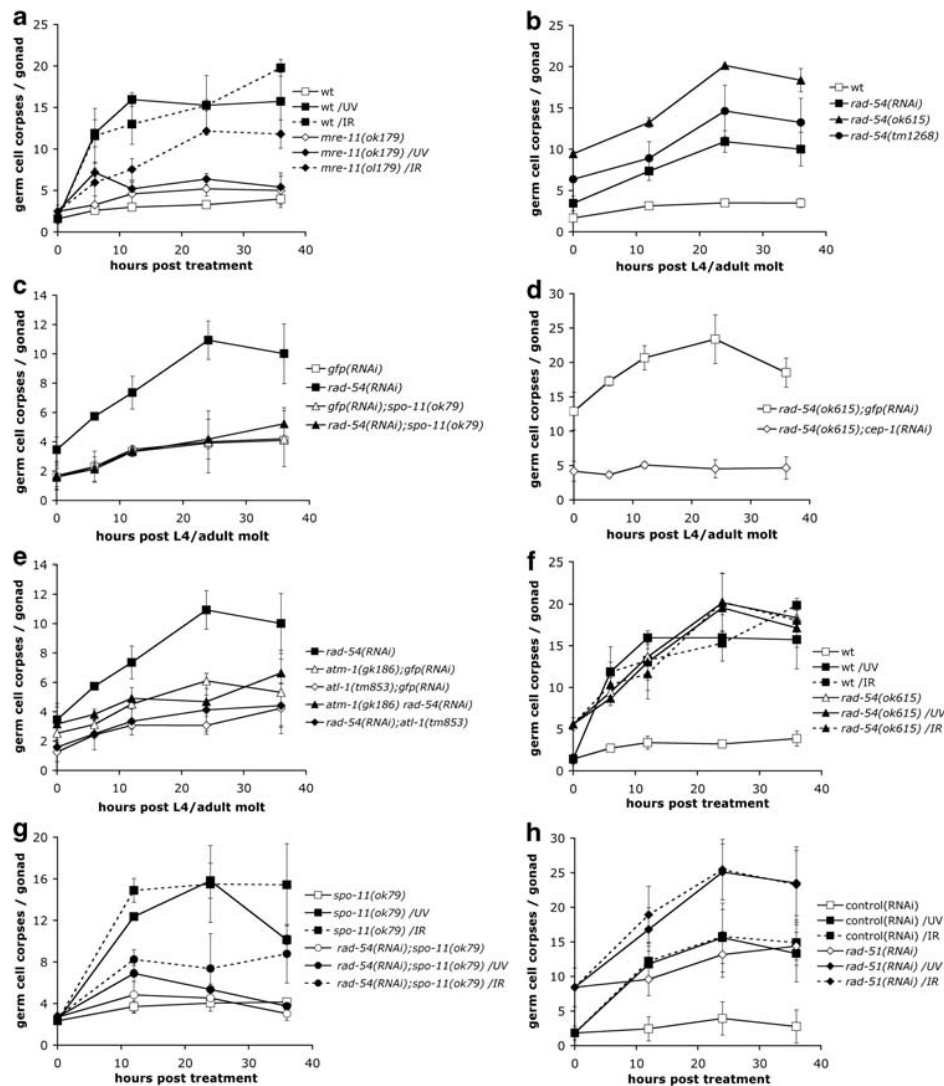 a
germ cell corpses / gonad
25
20
15
10
5
0
0
10
20
30
40
hours post treatment
wt
wt /UV
wt /IR
mre-11(ok179)
mre-11(ok179) /UV
mre-11(ol179) /IR
b
germ cell corpses / gonad
25
20
15
10
5
0
0
10
20
30
40
hours post L4/adult molt
wt
rad-54(RNAi)
rad-54(ok615)
rad-54(tm1268)
c
germ cell corpses / gonad
14
12
10
8
6
4
2
0
0
10
20
30
40
hours post L4/adult molt
gfp(RNAi)
rad-54(RNAi)
gfp(RNAi);spo-11(ok79)
rad-54(RNAi);spo-11(ok79)
d
germ cell corpses / gonad
30
25
20
15
10
5
0
0
10
20
30
40
hours post L4/adult molt
rad-54(ok615);gfp(RNAi)
rad-54(ok615);cep-1(RNAi)
e
germ cell corpses / gonad
14
12
10
8
6
4
2
0
0
10
20
30
40
hours post L4/adult molt
rad-54(RNAi)
atm-1(gk186);gfp(RNAi)
atl-1(tm853);gfp(RNAi)
atm-1(gk186) rad-54(RNAi)
rad-54(RNAi);atl-1(tm853)
f
germ cell corpses / gonad
25
20
15
10
5
0
0
10
20
30
40
hours post treatment
wt
wt /UV
wt /IR
rad-54(ok615)
rad-54(ok615) /UV
rad-54(ok615) /IR
g
germ cell corpses / gonad
20
16
12
8
4
0
0
10
20
30
40
hours post treatment
spo-11(ok79)
spo-11(ok79) /UV
spo-11(ok79) /IR
rad-54(RNAi);spo-11(ok79)
rad-54(RNAi);spo-11(ok79) /UV
rad-54(RNAi);spo-11(ok79) /IR
h
germ cell corpses / gonad
30
25
20
15
10
5
0
0
10
20
30
40
hours post treatment
control(RNAi)
control(RNAi) /UV
control(RNAi) /IR
rad-51(RNAi)
rad-51(RNAi) /UV
rad-51(RNAi) /IR